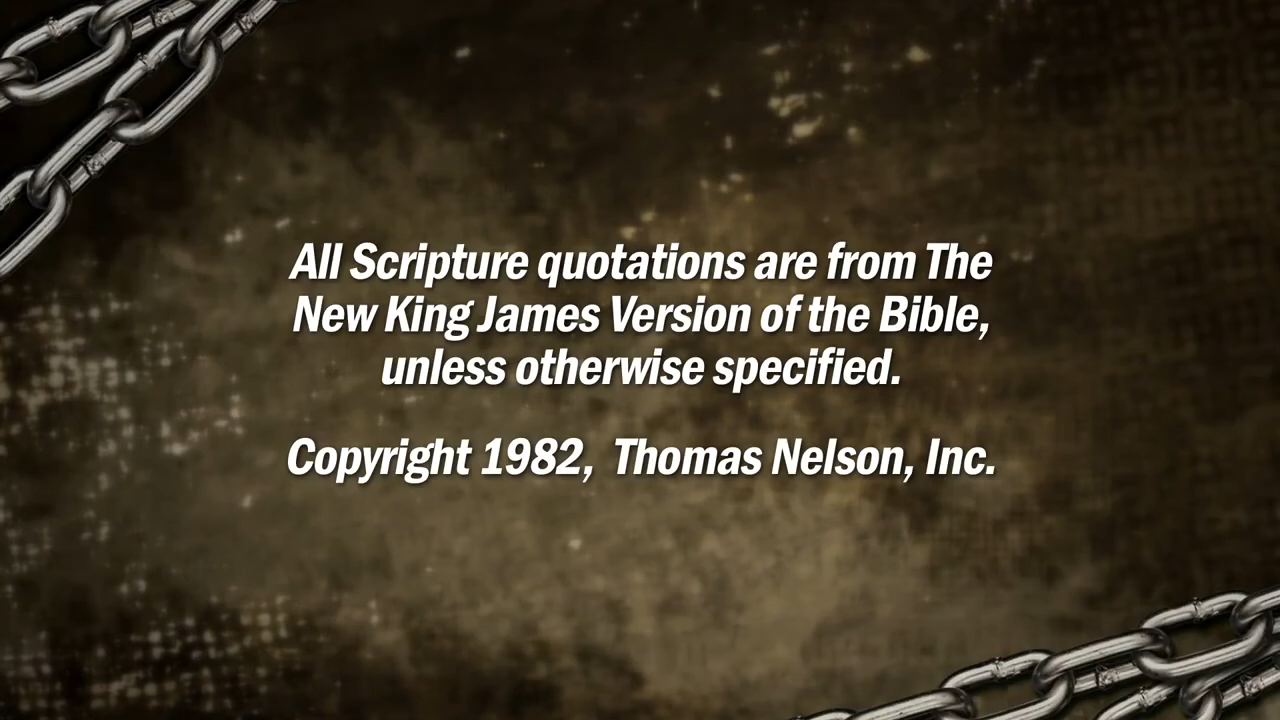 All Scripture quotations are from The
New King James Version of the Bible,
unless otherwise specified.
Copyright 1982, Thomas Nelson, Inc.